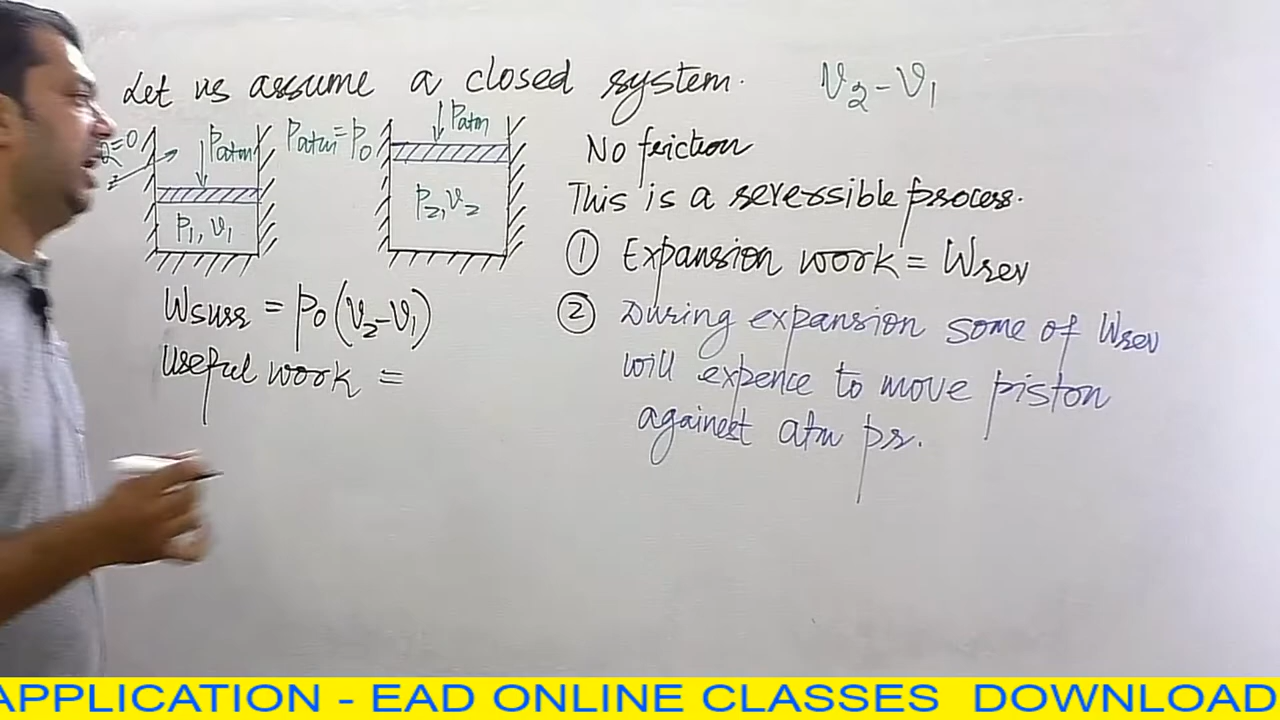 Let us assume a closed system.
V₂-V₁
Q=0
Patm
Patm=P₀
Patm
P₁, V₁
P₂, V₂
No friction
This is a reversible process.
① Expansion work = Wrev
② During expansion some of Wrev
will expence to move piston
against atm pr.
Wsurr = P₀(V₂-V₁)
Useful work =
APPLICATION - EAD ONLINE CLASSES DOWNLOAD